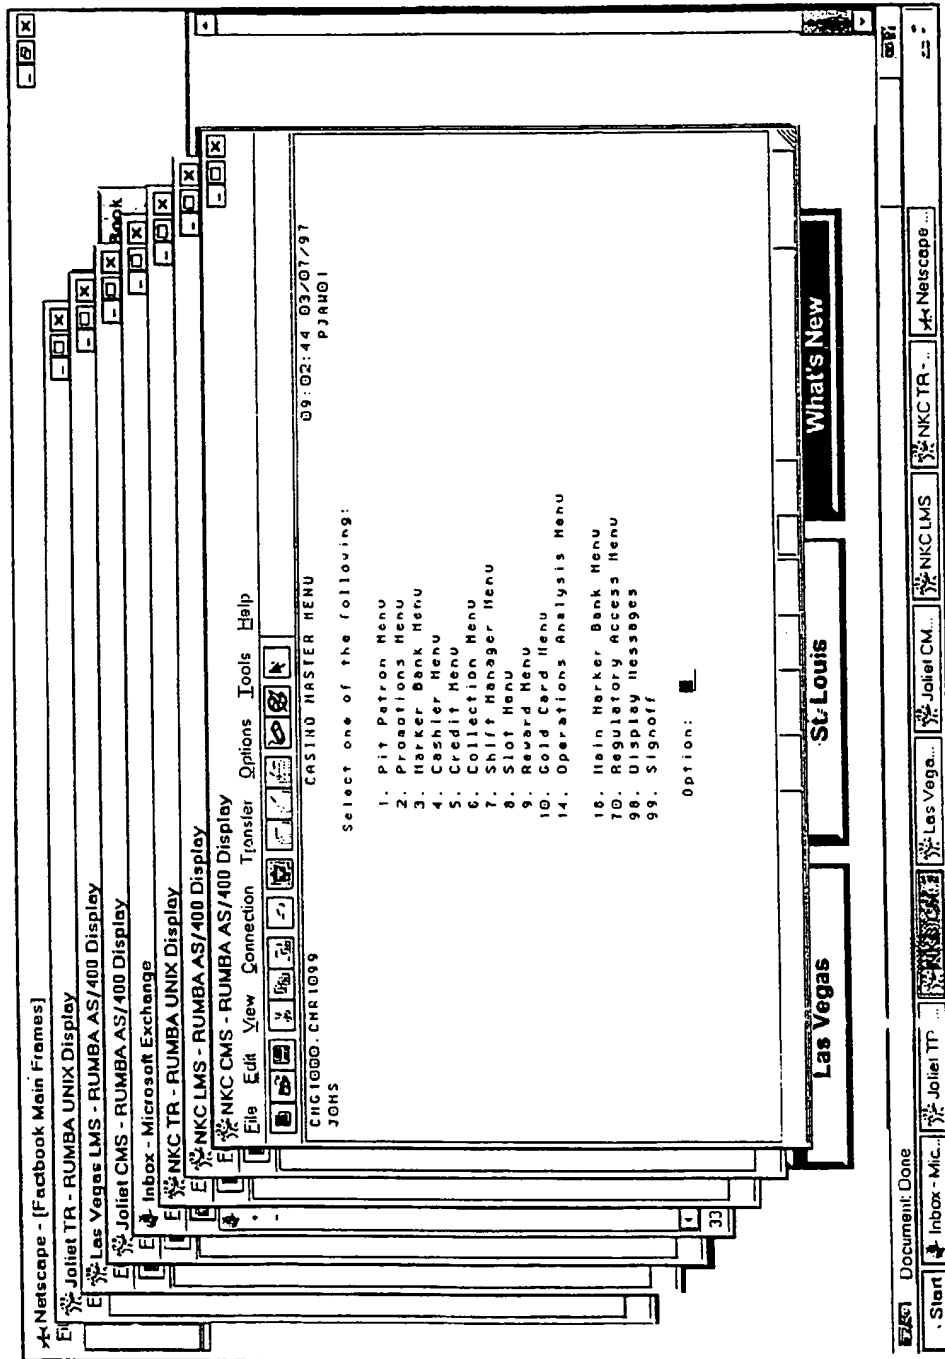 Netscape - [Factbook Main Frames]
Joliet TR - RUMBA UNIX Display
Las Vegas LMS - RUMBA AS/400 Display
Book
Joliet CMS - RUMBA AS/400 Display
Inbox - Microsoft Exchange
NKC TR - RUMBA UNIX Display
NKC LMS - RUMBA AS/400 Display
NKC CMS - RUMBA AS/400 Display
File Edit View Connection Transfer Options Tools Help
CMG1000.CMR1099 CASINO MASTER MENU 09:02:44 03/07/97
JOHS PJAW01
Select one of the following:
1. Pit Patron Menu
2. Promotions Menu
3. Marker Bank Menu
4. Cashier Menu
5. Credit Menu
6. Collection Menu
7. Shift Manager Menu
8. Slot Menu
9. Reward Menu
10. Gold Card Menu
14. Operations Analysis Menu
18. Main Marker Bank Menu
70. Regulatory Access Menu
98. Display Messages
99. Signoff
Option:
33
Las Vegas St. Louis What's New
Document: Done
Start Inbox - Mic... Joliet TR ... Las Vega... Joliet CM... NKC LMS NKC TR -... Netscape ...